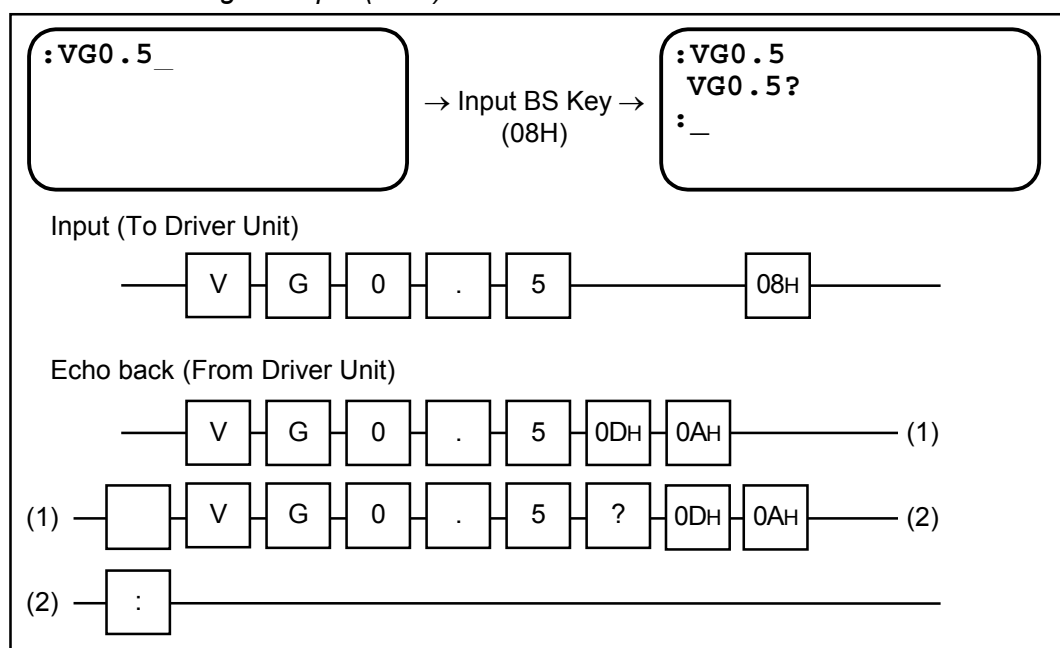 :VG0.5_
→ Input BS Key →
(08H)
:VG0.5
VG0.5?
:_
Input (To Driver Unit)
V G 0 . 5 08H
Echo back (From Driver Unit)
V G 0 . 5 0DH 0AH (1)
(1) V G 0 . 5 ? 0DH 0AH (2)
(2) :